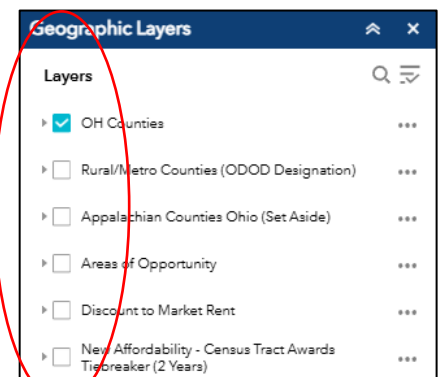 Geographic Layers
Layers
OH Counties
Rural/Metro Counties (ODOD Designation)
Appalachian Counties Ohio (Set Aside)
Areas of Opportunity
Discount to Market Rent
New Affordability - Census Tract Awards
Tiebreaker (2 Years)